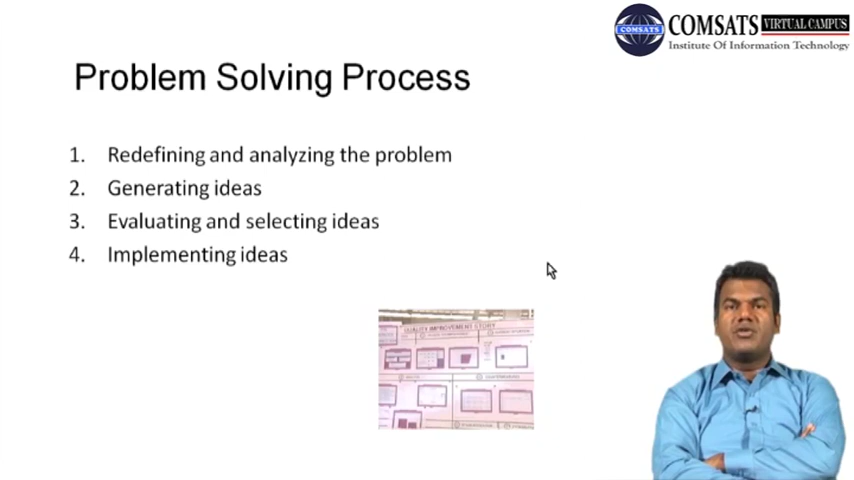 COMSATS VIRTUAL CAMPUS
COMSATS
Institute Of Information Technology
Problem Solving Process
1. Redefining and analyzing the problem
2. Generating ideas
3. Evaluating and selecting ideas
4. Implementing ideas
QUALITY IMPROVEMENT STORY